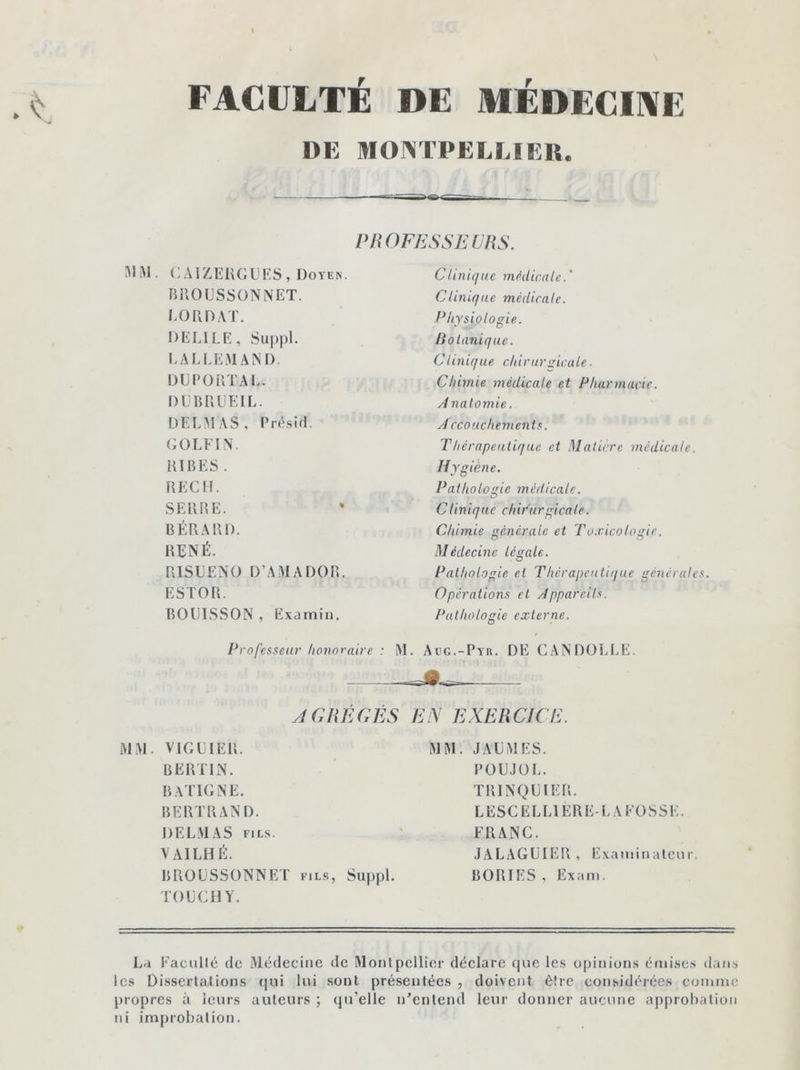 FACULTÉ DE MÉDECINE
DE MONTPELLIER.
PROFESSEURS.
MM. CAIZERGUES, DOYEN. Clinique médicale.
BROUSSONNET. Clinique médicale.
LORDAT. Physiologie.
DELILE, Suppl. Botanique.
LALLEMAND. Clinique chirurgicale.
DUPORTAL. Chimie médicale et Pharmacie.
DUBRUEIL. Anatomie.
DELMAS, Présid. Accouchements.
GOLFIN. Thérapeutique et Matière médicale.
RIBES. Hygiène.
RECH. Pathologie médicale.
SERRE. Clinique chirurgicale.
BÉRARD. Chimie générale et Toxicologie.
RENÉ. Médecine légale.
RISUENO D'AMADOR. Pathologie et Thérapeutique générales.
ESTOR. Opérations et Appareils.
BOUISSON, Examin. Pathologie externe.
Professeur honoraire : M. AUG.-PYR. DE CANDOLLE.
AGRÉGÉS EN EXERCICE.
MM. VIGUIER. MM. JAUMES.
BERTIN. POUJOL.
BATIGNE. TRINQUIER.
BERTRAND. LESCELLIÈRE-LAFOSSE.
DELMAS FILS. FRANC.
VAILHÉ. JALAGUIER, Examinateur.
BROUSSONNET FILS, Suppl. BORIES, Exam.
TOUCHY.
La Faculté de Médecine de Montpellier déclare que les opinions émises dans
les Dissertations qui lui sont présentées, doivent être considérées comme
propres à leurs auteurs ; qu'elle n'entend leur donner aucune approbation
ni improbation.